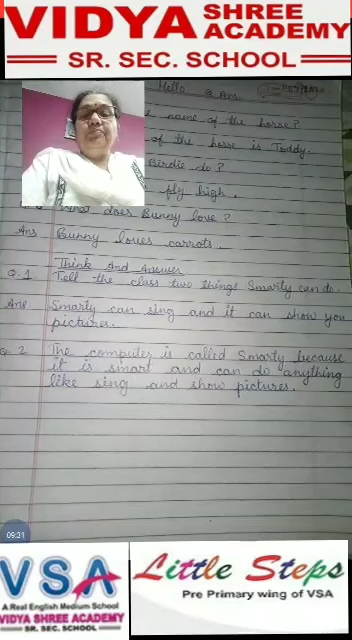 VIDYA SHREE ACADEMY
SR. SEC. SCHOOL
Hello Q Ans
name of the horse?
of the horse is Toddy.
Birdie do?
fly high.
What does Bunny love?
Ans Bunny loves carrots.
Think And Answer
Q.1 Tell the class two things Smarty can do.
Ans Smarty can sing and it can show you
pictures.
Q.2 The computer is called Smarty because
it is smart and can do anything
like sing and show pictures.
09:31
VSA
A Real English Medium School
VIDYA SHREE ACADEMY
SR. SEC. SCHOOL
Little Steps
Pre Primary wing of VSA